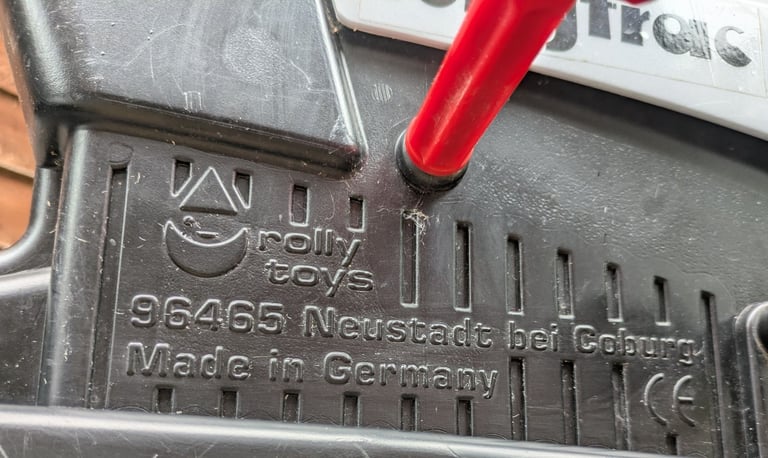 rolly
toys
96465 Neustadt bei Coburg
Made in Germany
CE